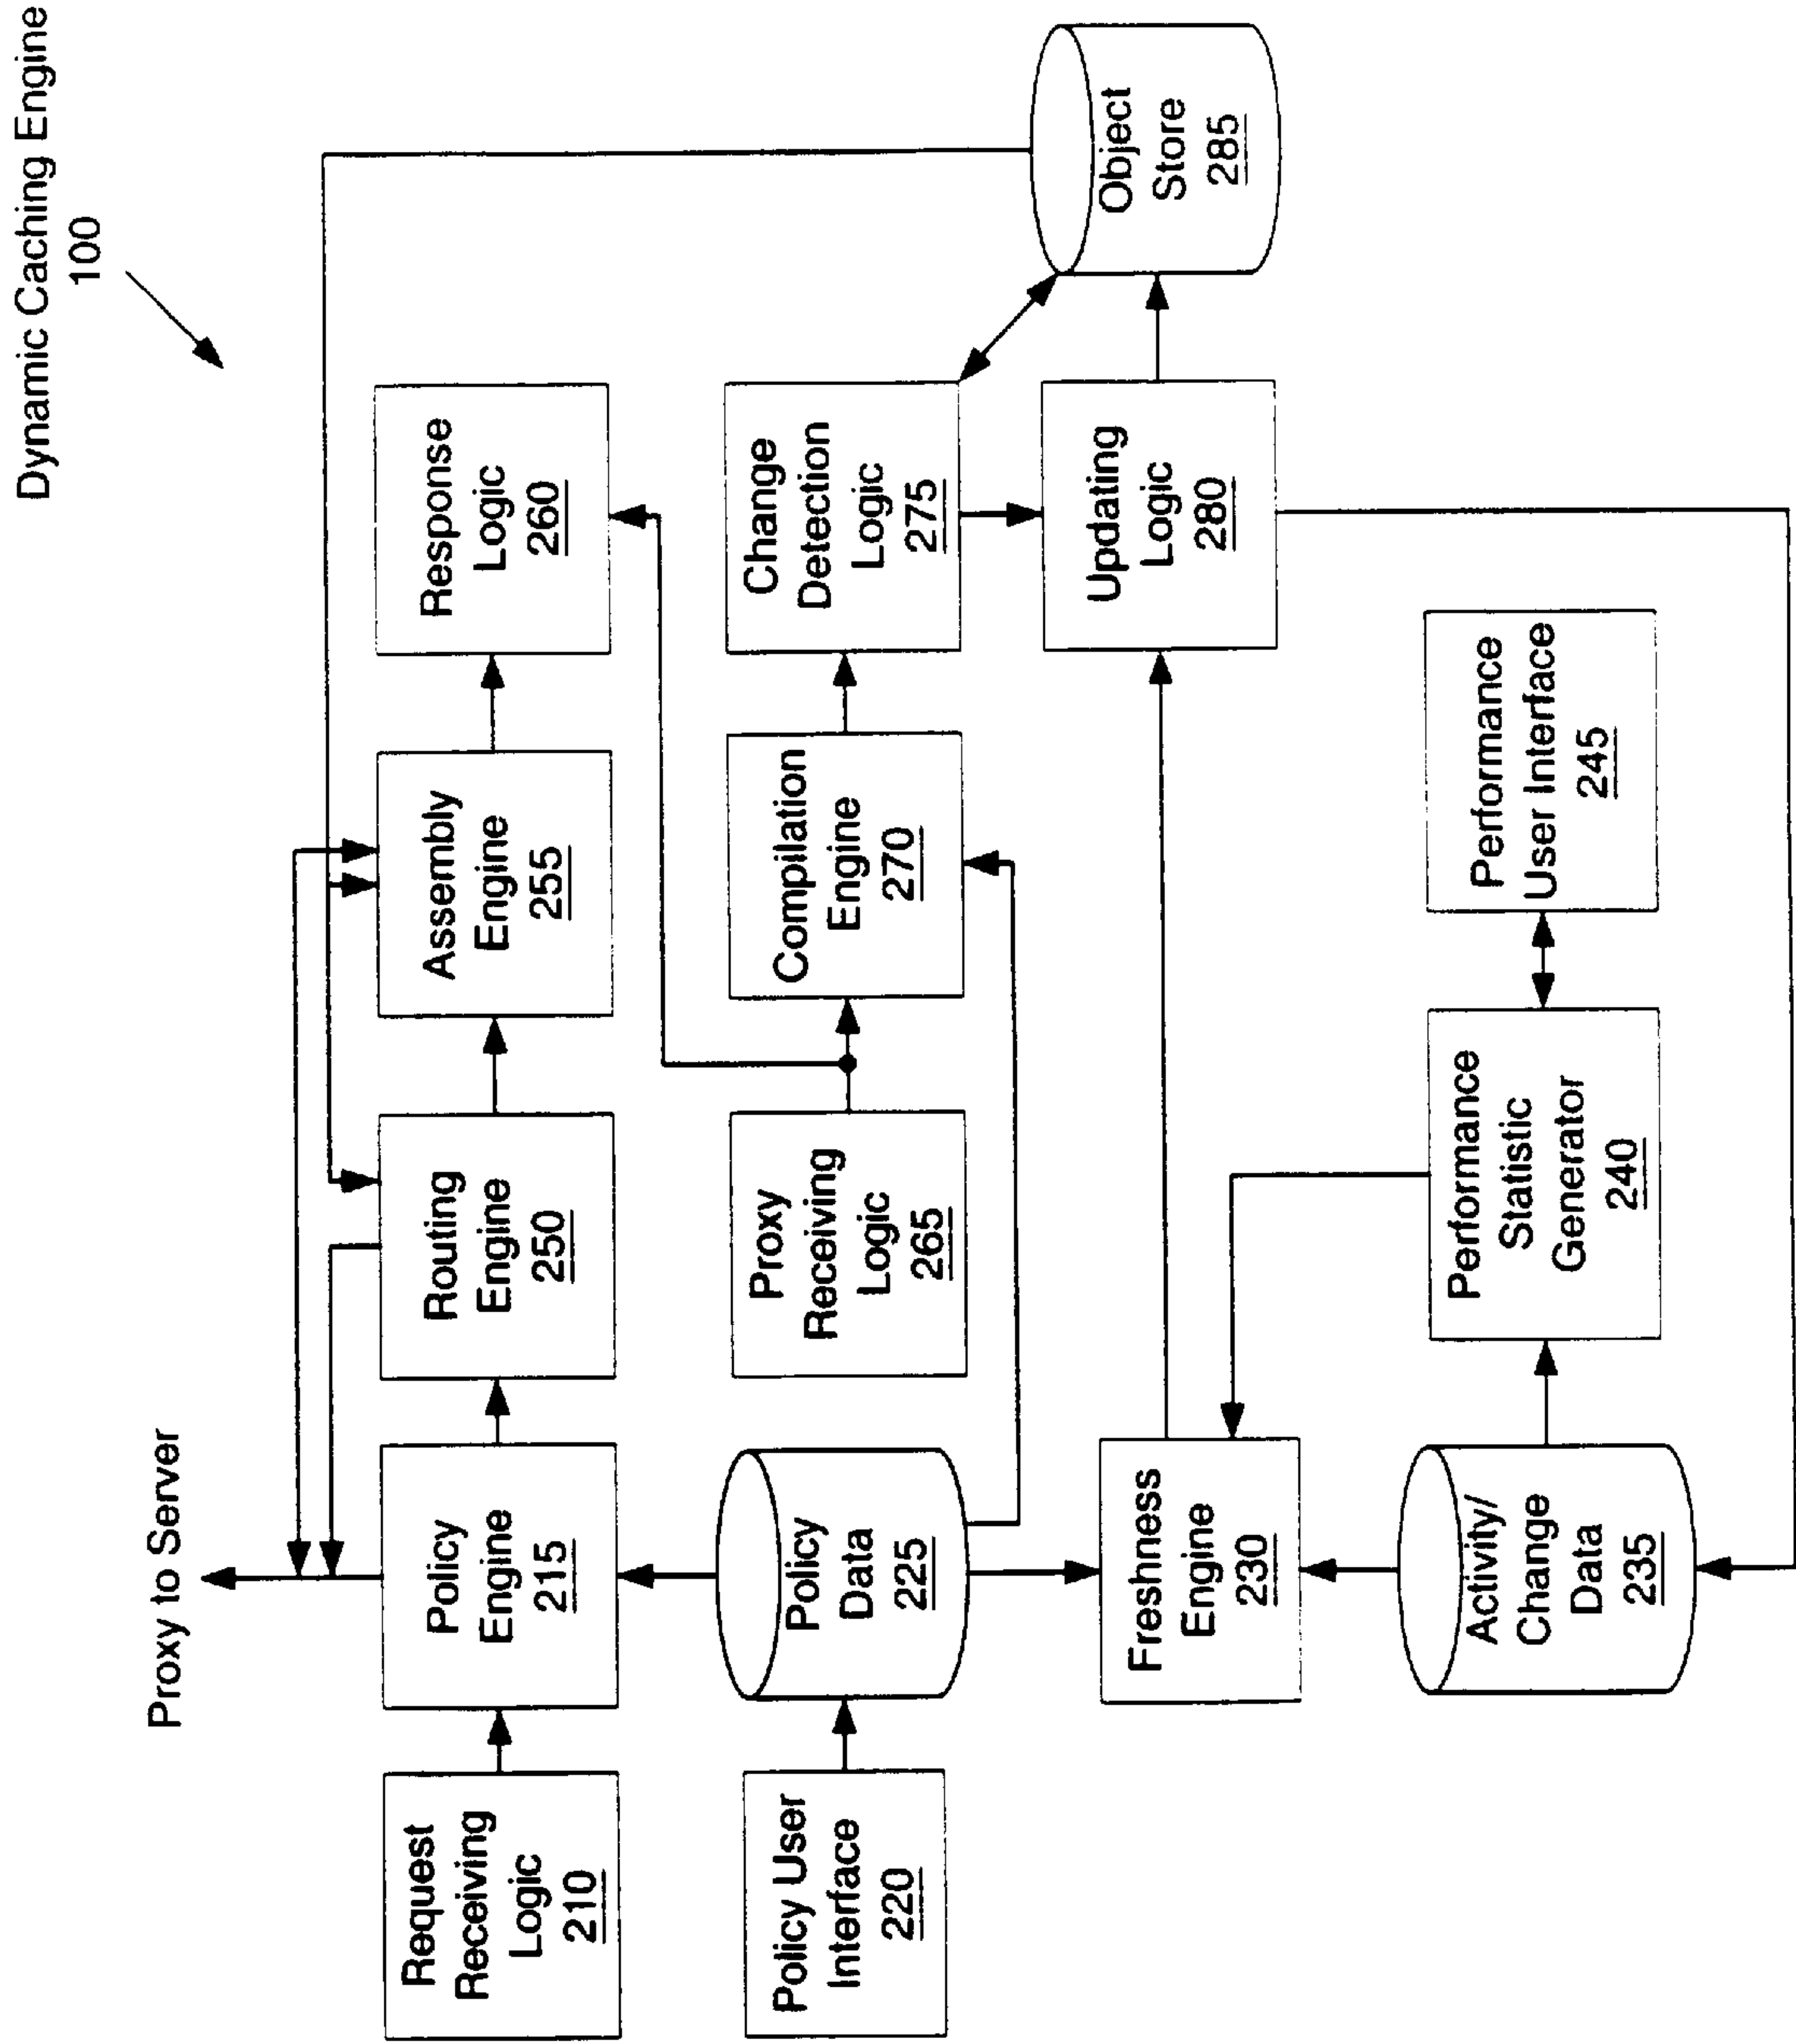 Dynamic Caching Engine
100
Proxy to Server
Request
Receiving
Logic
210
Policy
Engine
215
Routing
Engine
250
Assembly
Engine
255
Response
Logic
260
Policy User
Interface
220
Policy
Data
225
Proxy
Receiving
Logic
265
Compilation
Engine
270
Change
Detection
Logic
275
Freshness
Engine
230
Updating
Logic
280
Object
Store
285
Activity/
Change
Data
235
Performance
Statistic
Generator
240
Performance
User Interface
245